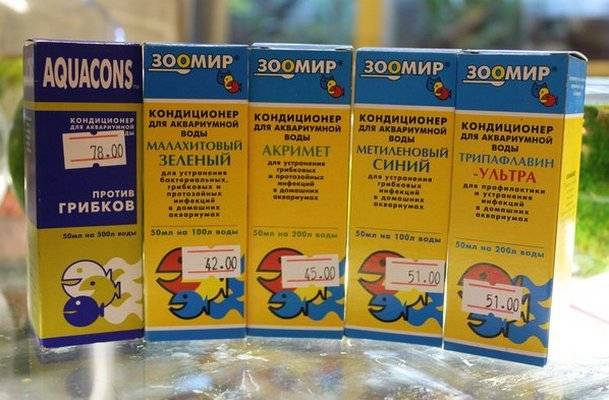 AQUACONS
КОНДИЦИОНЕР
ДЛЯ АКВАРИУМНОЙ
ВОДЫ
78.00
ПРОТИВ
ГРИБКОВ
50мл на 500л воды
ЗООМИР
КОНДИЦИОНЕР
ДЛЯ АКВАРИУМНОЙ
ВОДЫ
МАЛАХИТОВЫЙ
ЗЕЛЕНЫЙ
для устранения
бактериальных,
грибковых и
протозойных
инфекций
в домашних
аквариумах
50мл на 100л воды
42.00
ЗООМИР
КОНДИЦИОНЕР
ДЛЯ АКВАРИУМНОЙ
ВОДЫ
АКРИМЕТ
для устранения
грибковых
и протозойных
инфекций
в домашних
аквариумах
50мл на 200л воды
45.00
ЗООМИР
КОНДИЦИОНЕР
ДЛЯ АКВАРИУМНОЙ
ВОДЫ
МЕТИЛЕНОВЫЙ
СИНИЙ
для устранения
грибковых
инфекций
в домашних
аквариумах
50мл на 100л воды
51.00
ЗООМИР
КОНДИЦИОНЕР
ДЛЯ АКВАРИУМНОЙ
ВОДЫ
ТРИПАФЛАВИН
-УЛЬТРА
для профилактики
и устранения
инфекций
в домашних
аквариумах
50мл на 200л воды
51.00